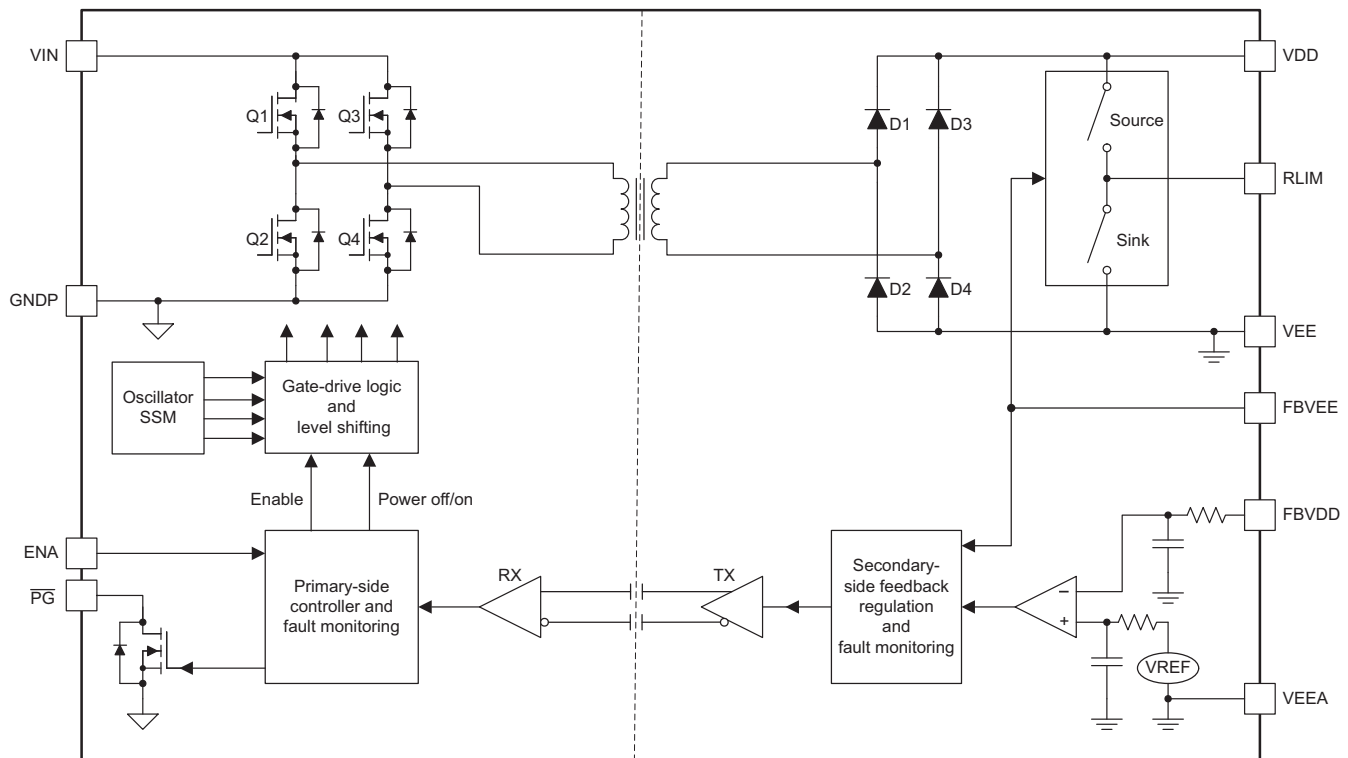 VIN
VDD
Q1
Q3
D1
D3
Source
RLIM
Q2
Q4
Sink
D2
D4
GNDP
VEE
Oscillator
SSM
Gate-drive logic
and
level shifting
FBVEE
Enable
Power off/on
FBVDD
ENA
PG
Primary-side
controller and
fault monitoring
RX
TX
Secondary-
side feedback
regulation
and
fault monitoring
–
+
VREF
VEEA